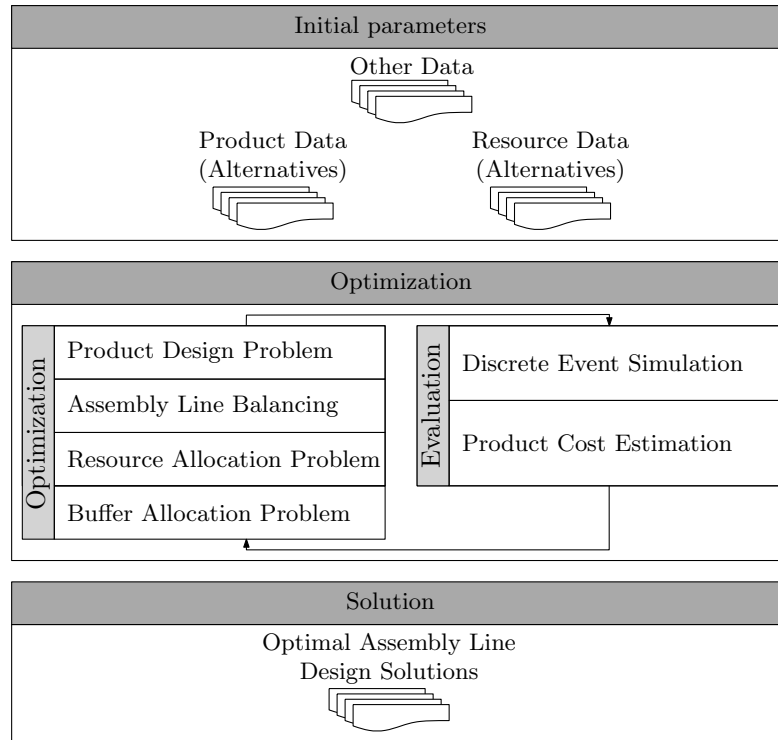 Initial parameters
Other Data
Product Data
(Alternatives)
Resource Data
(Alternatives)
Optimization
Optimization
Product Design Problem
Assembly Line Balancing
Resource Allocation Problem
Buffer Allocation Problem
Evaluation
Discrete Event Simulation
Product Cost Estimation
Solution
Optimal Assembly Line
Design Solutions